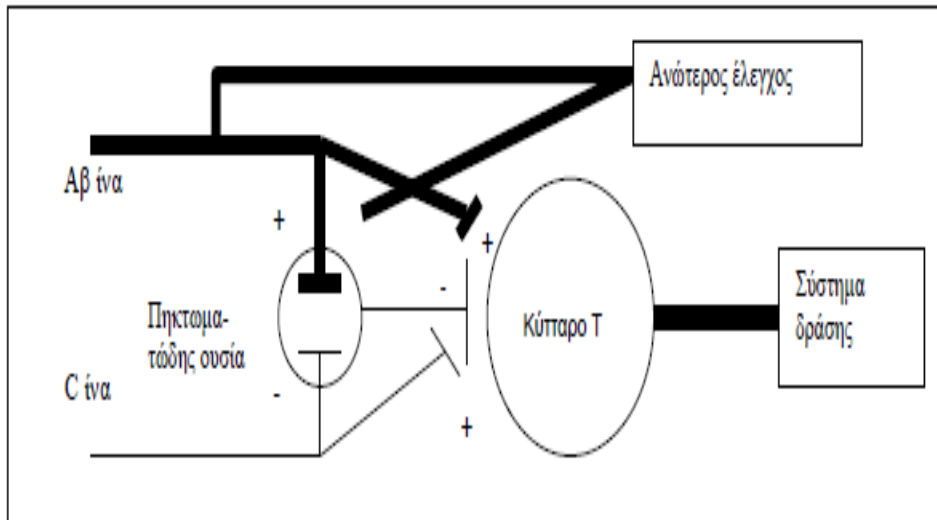 Ανώτερος έλεγχος
Αβ ίνα
+
+
-
Πηκτωμα-
τώδης ουσία
Κύτταρο Τ
Σύστημα
δράσης
C ίνα
-
+